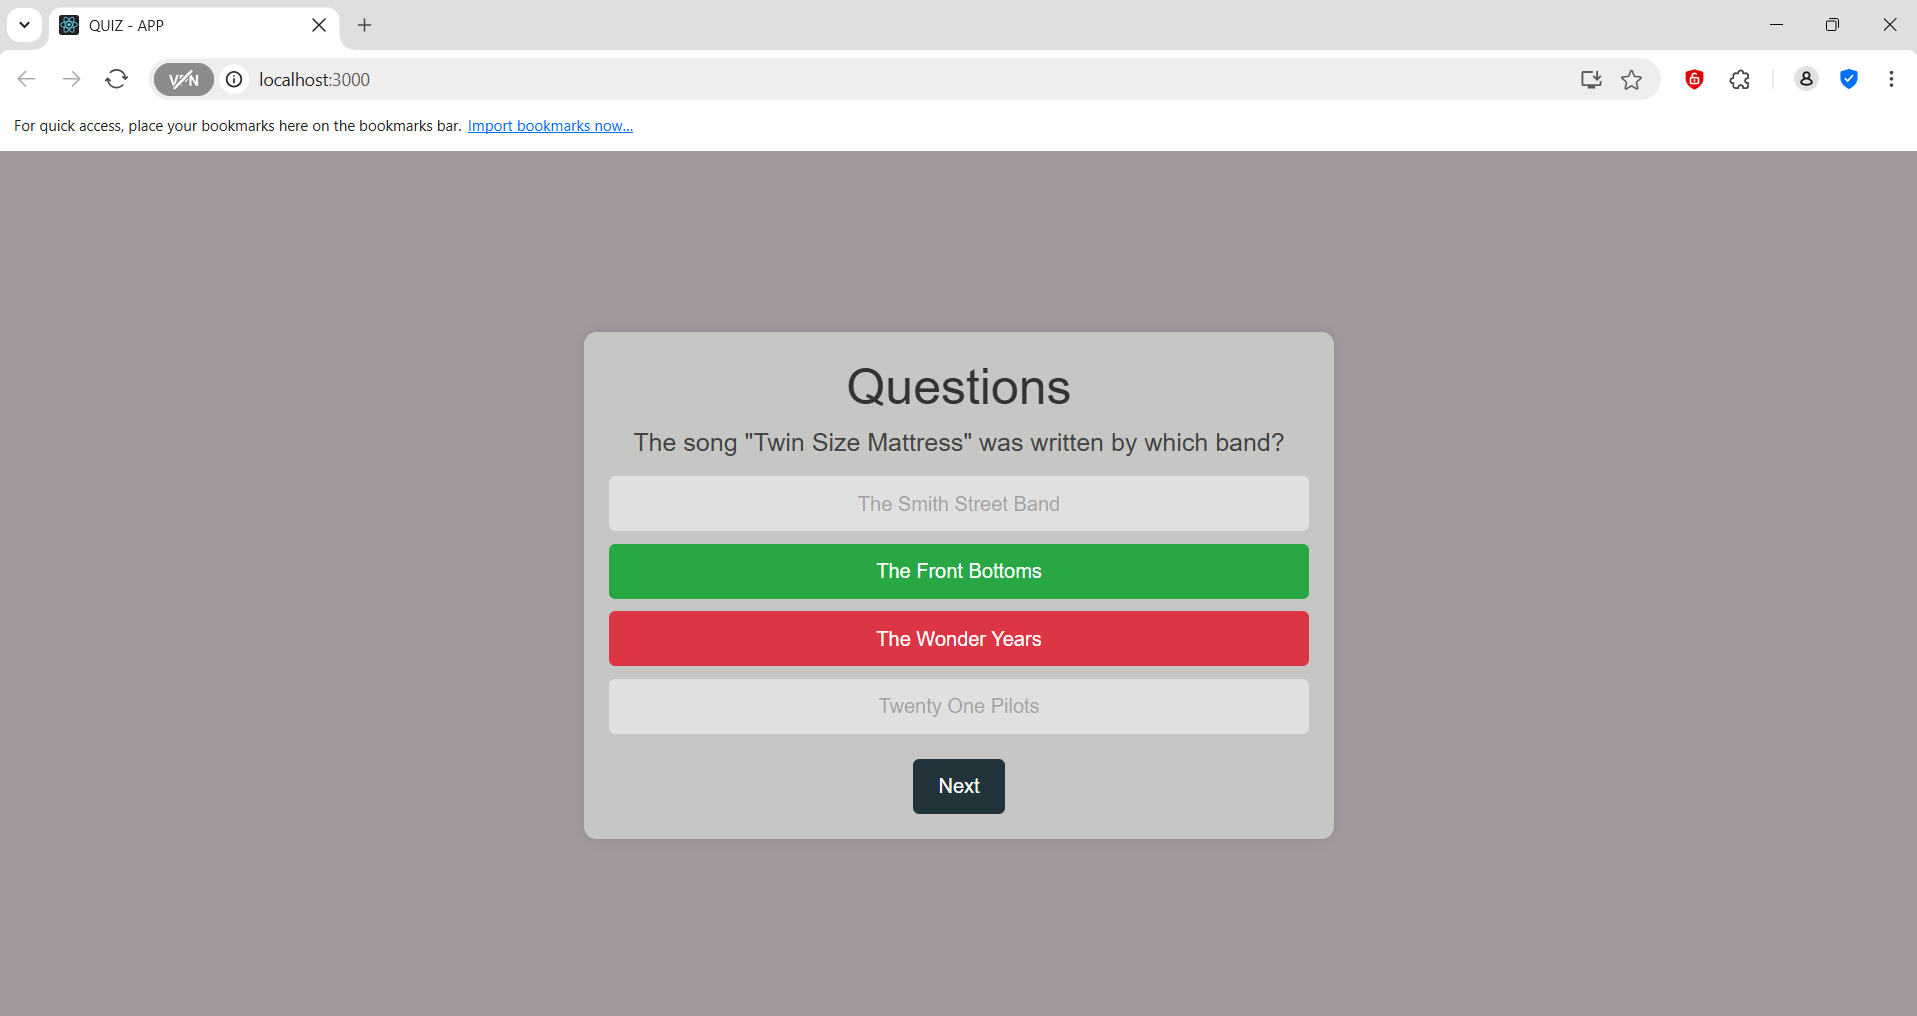 QUIZ - APP
VPN
localhost:3000
For quick access, place your bookmarks here on the bookmarks bar. Import bookmarks now...
Questions
The song "Twin Size Mattress" was written by which band?
The Smith Street Band
The Front Bottoms
The Wonder Years
Twenty One Pilots
Next